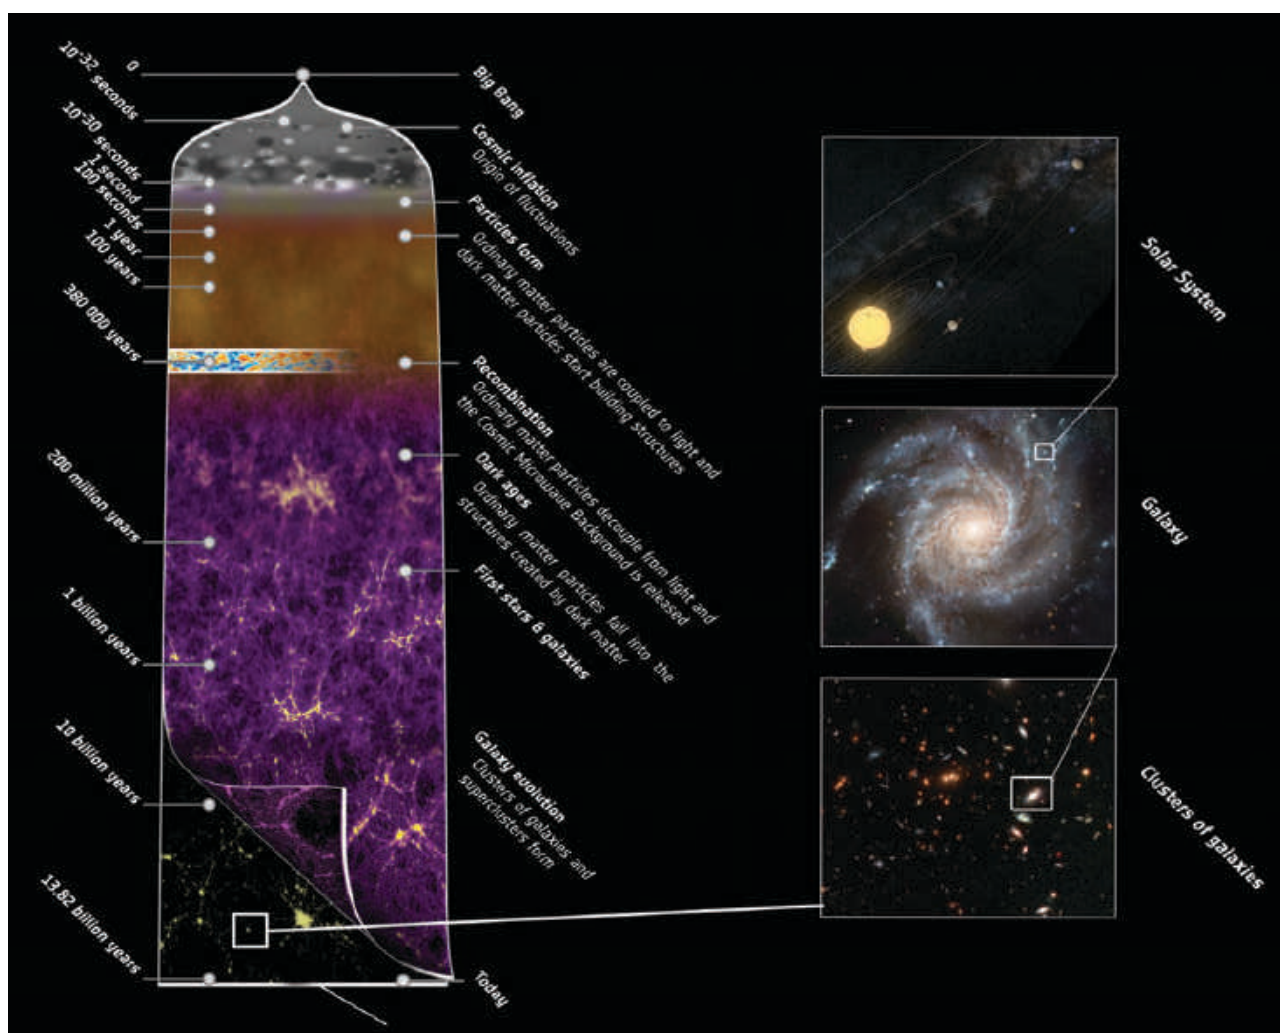 0
10⁻³² seconds
10⁻³⁰ seconds
1 second
100 seconds
1 year
100 years
380 000 years
200 million years
1 billion years
10 billion years
13,82 billion years
Big Bang
Cosmic inflation
Origin of fluctuations
Particles form
Ordinary matter particles are coupled to light and
dark matter particles start building structures
Recombination
Ordinary matter particles decouple from light and
the Cosmic Microwave Background is released
Dark ages
Ordinary matter particles fall into the
structures created by dark matter
First stars & galaxies
Galaxy evolution
Clusters of galaxies and
superclusters form
Today
Solar System
Galaxy
Clusters of galaxies